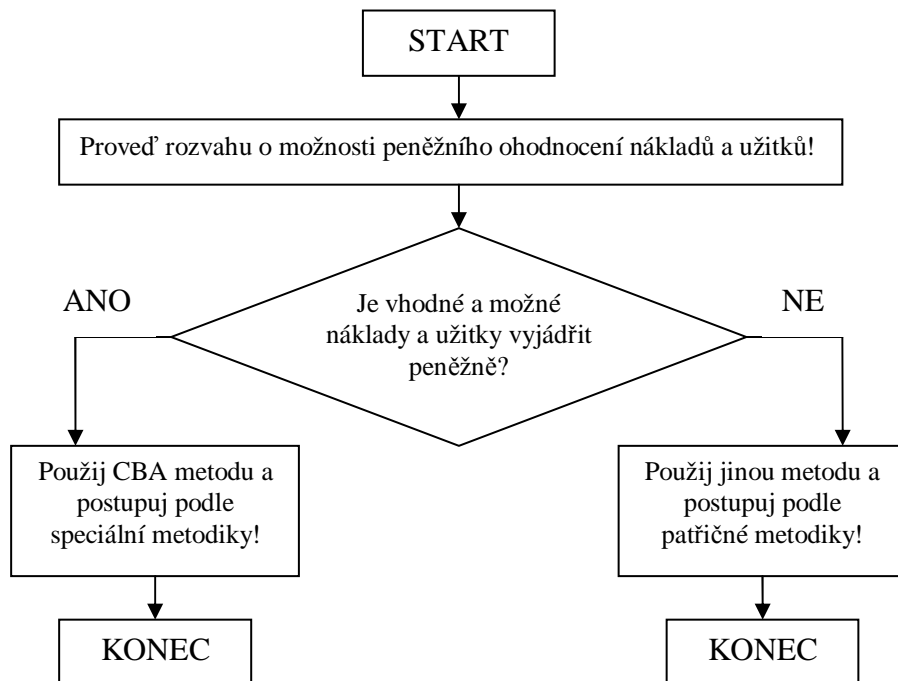 START
Proveď rozvahu o možnosti peněžního ohodnocení nákladů a užitků!
Je vhodné a možné
náklady a užitky vyjádřit
peněžně?
ANO
NE
Použij CBA metodu a
postupuj podle
speciální metodiky!
Použij jinou metodu a
postupuj podle
patřičné metodiky!
KONEC
KONEC